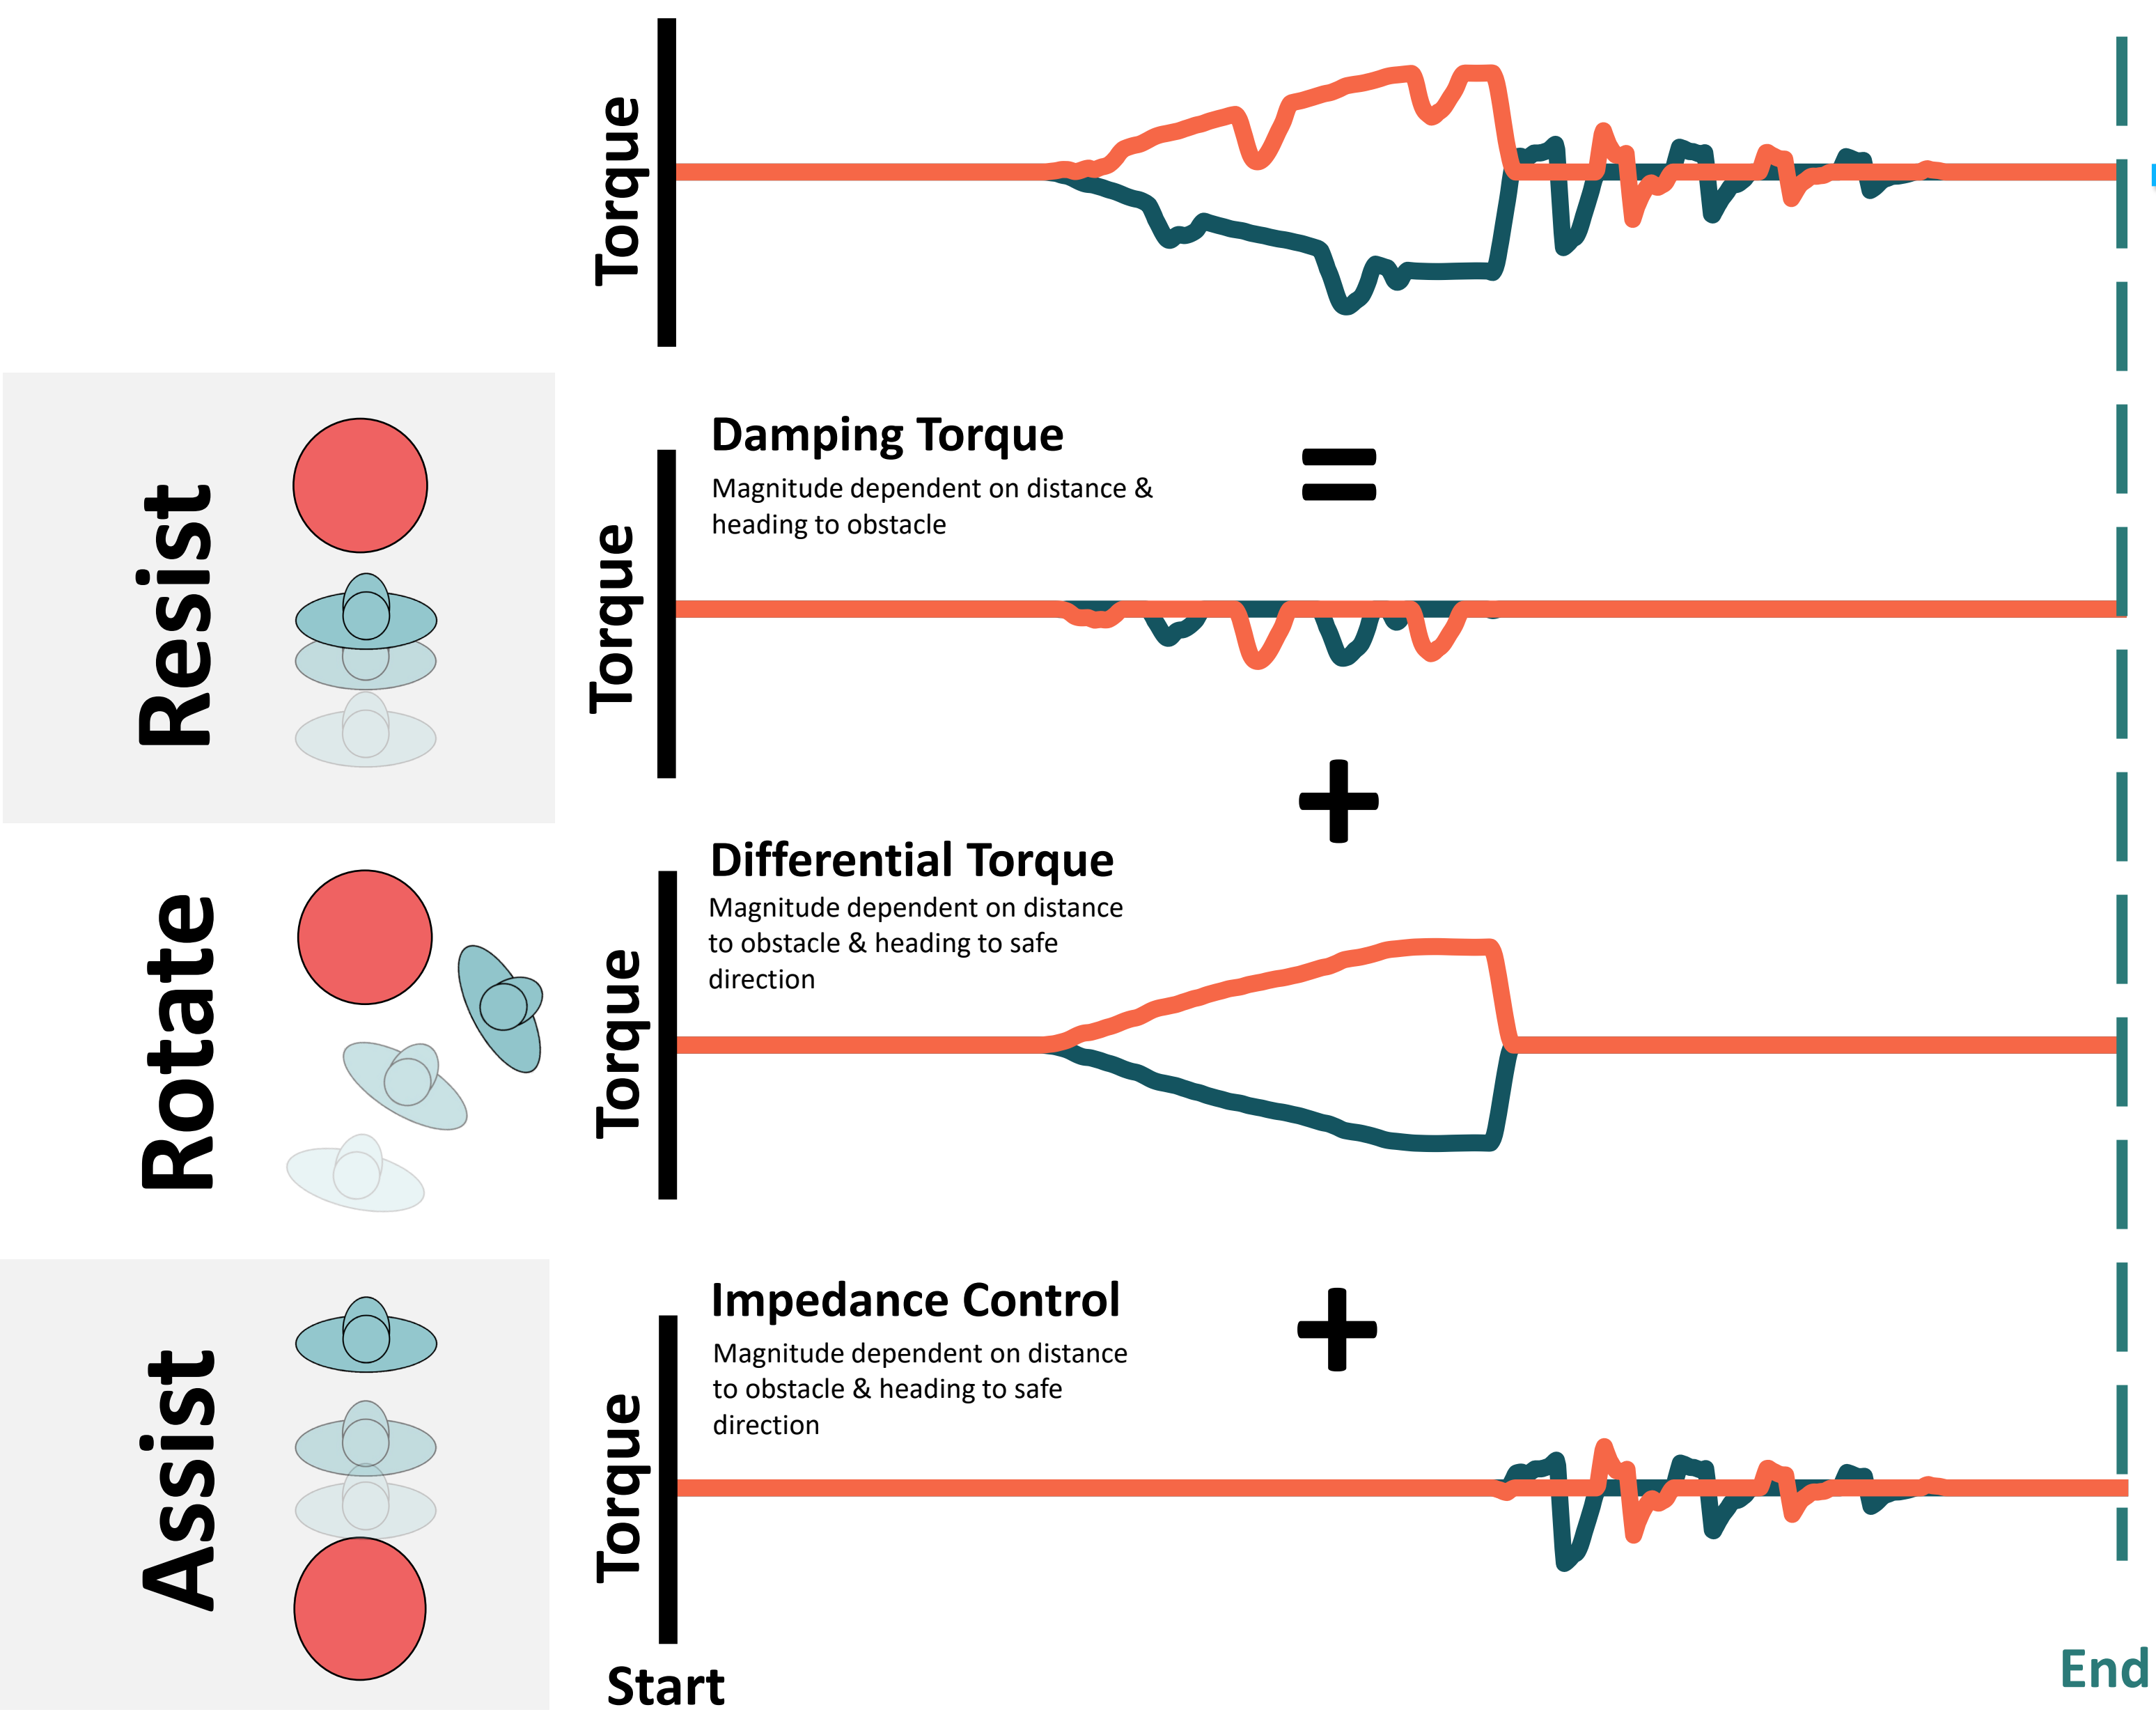 Torque
Resist
Damping Torque
Magnitude dependent on distance &
heading to obstacle
=
Torque
+
Rotate
Differential Torque
Magnitude dependent on distance
to obstacle & heading to safe
direction
Torque
+
Assist
Impedance Control
Magnitude dependent on distance
to obstacle & heading to safe
direction
Torque
Start
End